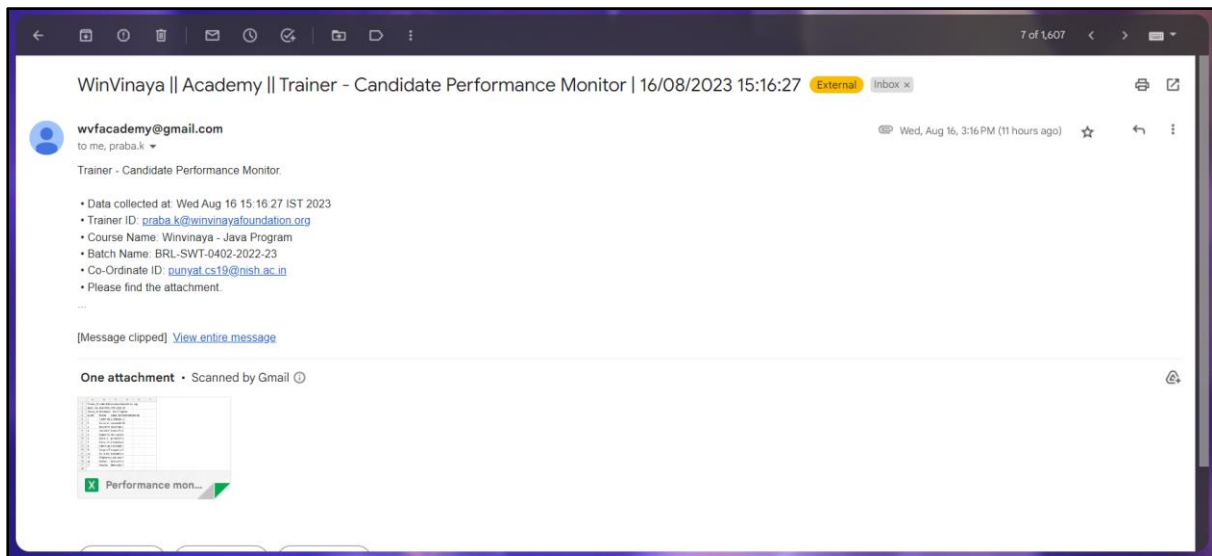 7 of 1,607
WinVinaya || Academy || Trainer - Candidate Performance Monitor | 16/08/2023 15:16:27 External Inbox ×
wvfacademy@gmail.com Wed, Aug 16, 3:16 PM (11 hours ago)
to me, praba.k
Trainer - Candidate Performance Monitor.
• Data collected at: Wed Aug 16 15:16:27 IST 2023
• Trainer ID: praba.k@winvinayafoundation.org
• Course Name: Winvinaya - Java Program
• Batch Name: BRL-SWT-0402-2022-23
• Co-Ordinate ID: punyat.cs19@nish.ac.in
• Please find the attachment.
...
[Message clipped] View entire message
One attachment • Scanned by Gmail
X Performance mon...